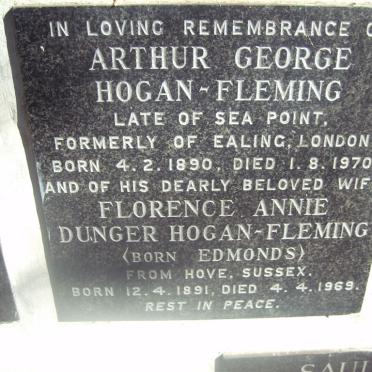 IN LOVING REMEMBRANCE
ARTHUR GEORGE
HOGAN-FLEMING
LATE OF SEA POINT,
FORMERLY OF EALING, LONDON
BORN 4.2.1890, DIED 1.8.1970
AND OF HIS DEARLY BELOVED WIF
FLORENCE ANNIE
DUNGER HOGAN-FLEMING
(BORN EDMONDS)
FROM HOVE, SUSSEX.
BORN 12.4.1891, DIED 4.4.1969.
REST IN PEACE.